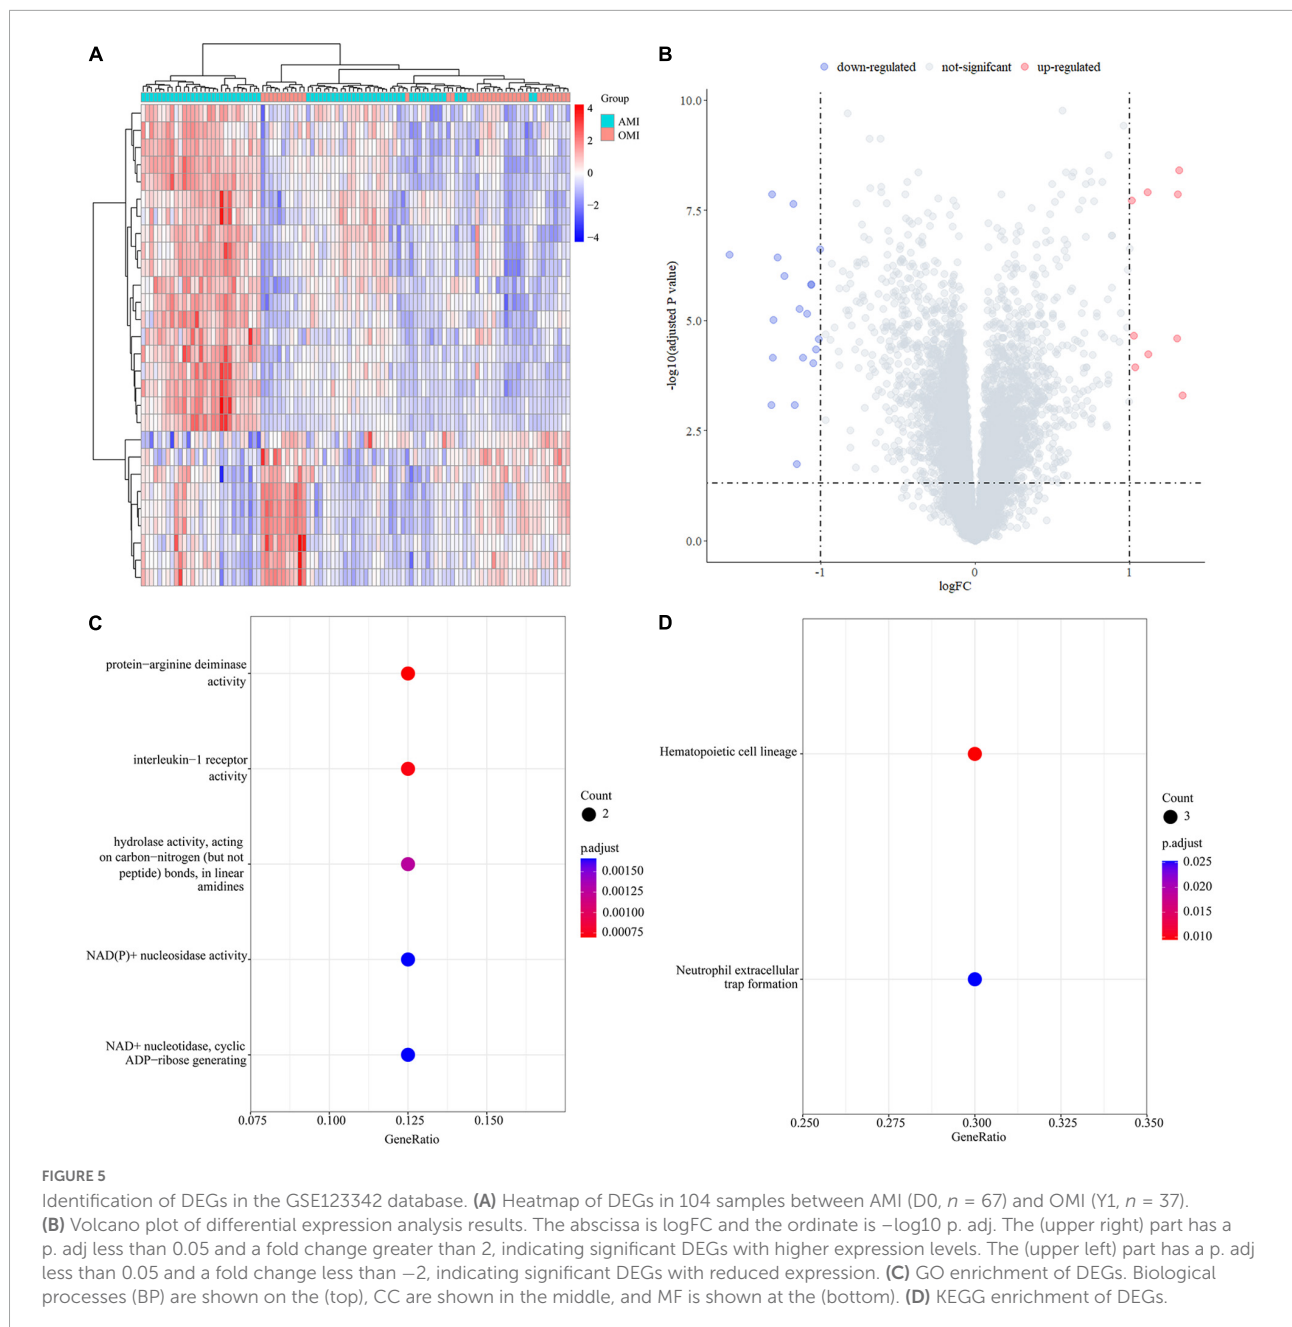 A
Group
AMI
OMI
4
2
0
−2
−4
B
down-regulated
not-signifcant
up-regulated
-log10(adjusted P value)
10.0
7.5
5.0
2.5
0.0
-1
0
1
logFC
C
protein−arginine deiminase
activity
interleukin−1 receptor
activity
hydrolase activity, acting
on carbon−nitrogen (but not
peptide) bonds, in linear
amidines
NAD(P)+ nucleosidase activity
NAD+ nucleotidase, cyclic
ADP−ribose generating
0.075
0.100
0.125
0.150
GeneRatio
Count
2
p.adjust
0.00150
0.00125
0.00100
0.00075
D
Hematopoietic cell lineage
Neutrophil extracellular
trap formation
0.250
0.275
0.300
0.325
0.350
GeneRatio
Count
3
p.adjust
0.025
0.020
0.015
0.010
FIGURE 5
Identification of DEGs in the GSE123342 database. (A) Heatmap of DEGs in 104 samples between AMI (D0, n = 67) and OMI (Y1, n = 37).
(B) Volcano plot of differential expression analysis results. The abscissa is logFC and the ordinate is −log10 p. adj. The (upper right) part has a
p. adj less than 0.05 and a fold change greater than 2, indicating significant DEGs with higher expression levels. The (upper left) part has a p. adj
less than 0.05 and a fold change less than −2, indicating significant DEGs with reduced expression. (C) GO enrichment of DEGs. Biological
processes (BP) are shown on the (top), CC are shown in the middle, and MF is shown at the (bottom). (D) KEGG enrichment of DEGs.